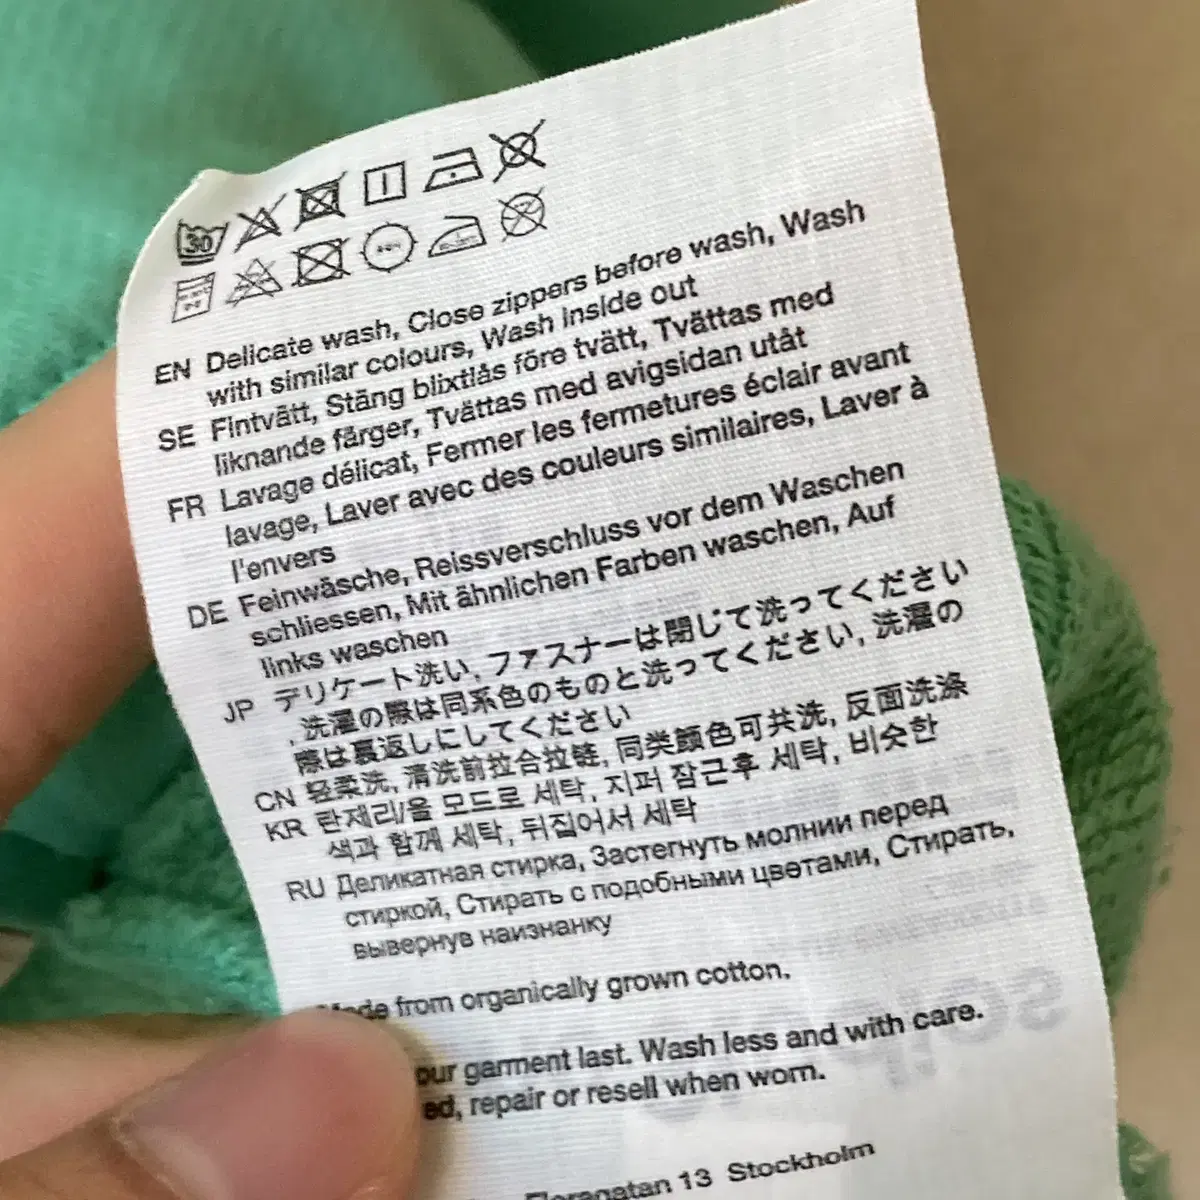 30
EN Delicate wash, Close zippers before wash, Wash
with similar colours, Wash inside out
SE Fintvätt, Stäng blixtlås före tvätt, Tvättas med
liknande färger, Tvättas med avigsidan utåt
FR Lavage délicat, Fermer les fermetures éclair avant
lavage, Laver avec des couleurs similaires, Laver à
l'envers
DE Feinwäsche, Reissverschluss vor dem Waschen
schliessen, Mit ähnlichen Farben waschen, Auf
links waschen
JP デリケート洗い, ファスナーは閉じて洗ってください
, 洗濯の際は同系色のものと洗ってください, 洗濯の
際は裏返しにしてください
CN 轻柔洗, 清洗前拉合拉链, 同类颜色可共洗, 反面洗涤
KR 란제리/울 모드로 세탁, 지퍼 잠근후 세탁, 비슷한
색과 함께 세탁, 뒤집어서 세탁
RU Деликатная стирка, Застегнуть молнии перед
стиркой, Стирать с подобными цветами, Стирать,
вывернув наизнанку
from organically grown cotton.
garment last. Wash less and with care.
repair or resell when worn.
13 Stockholm